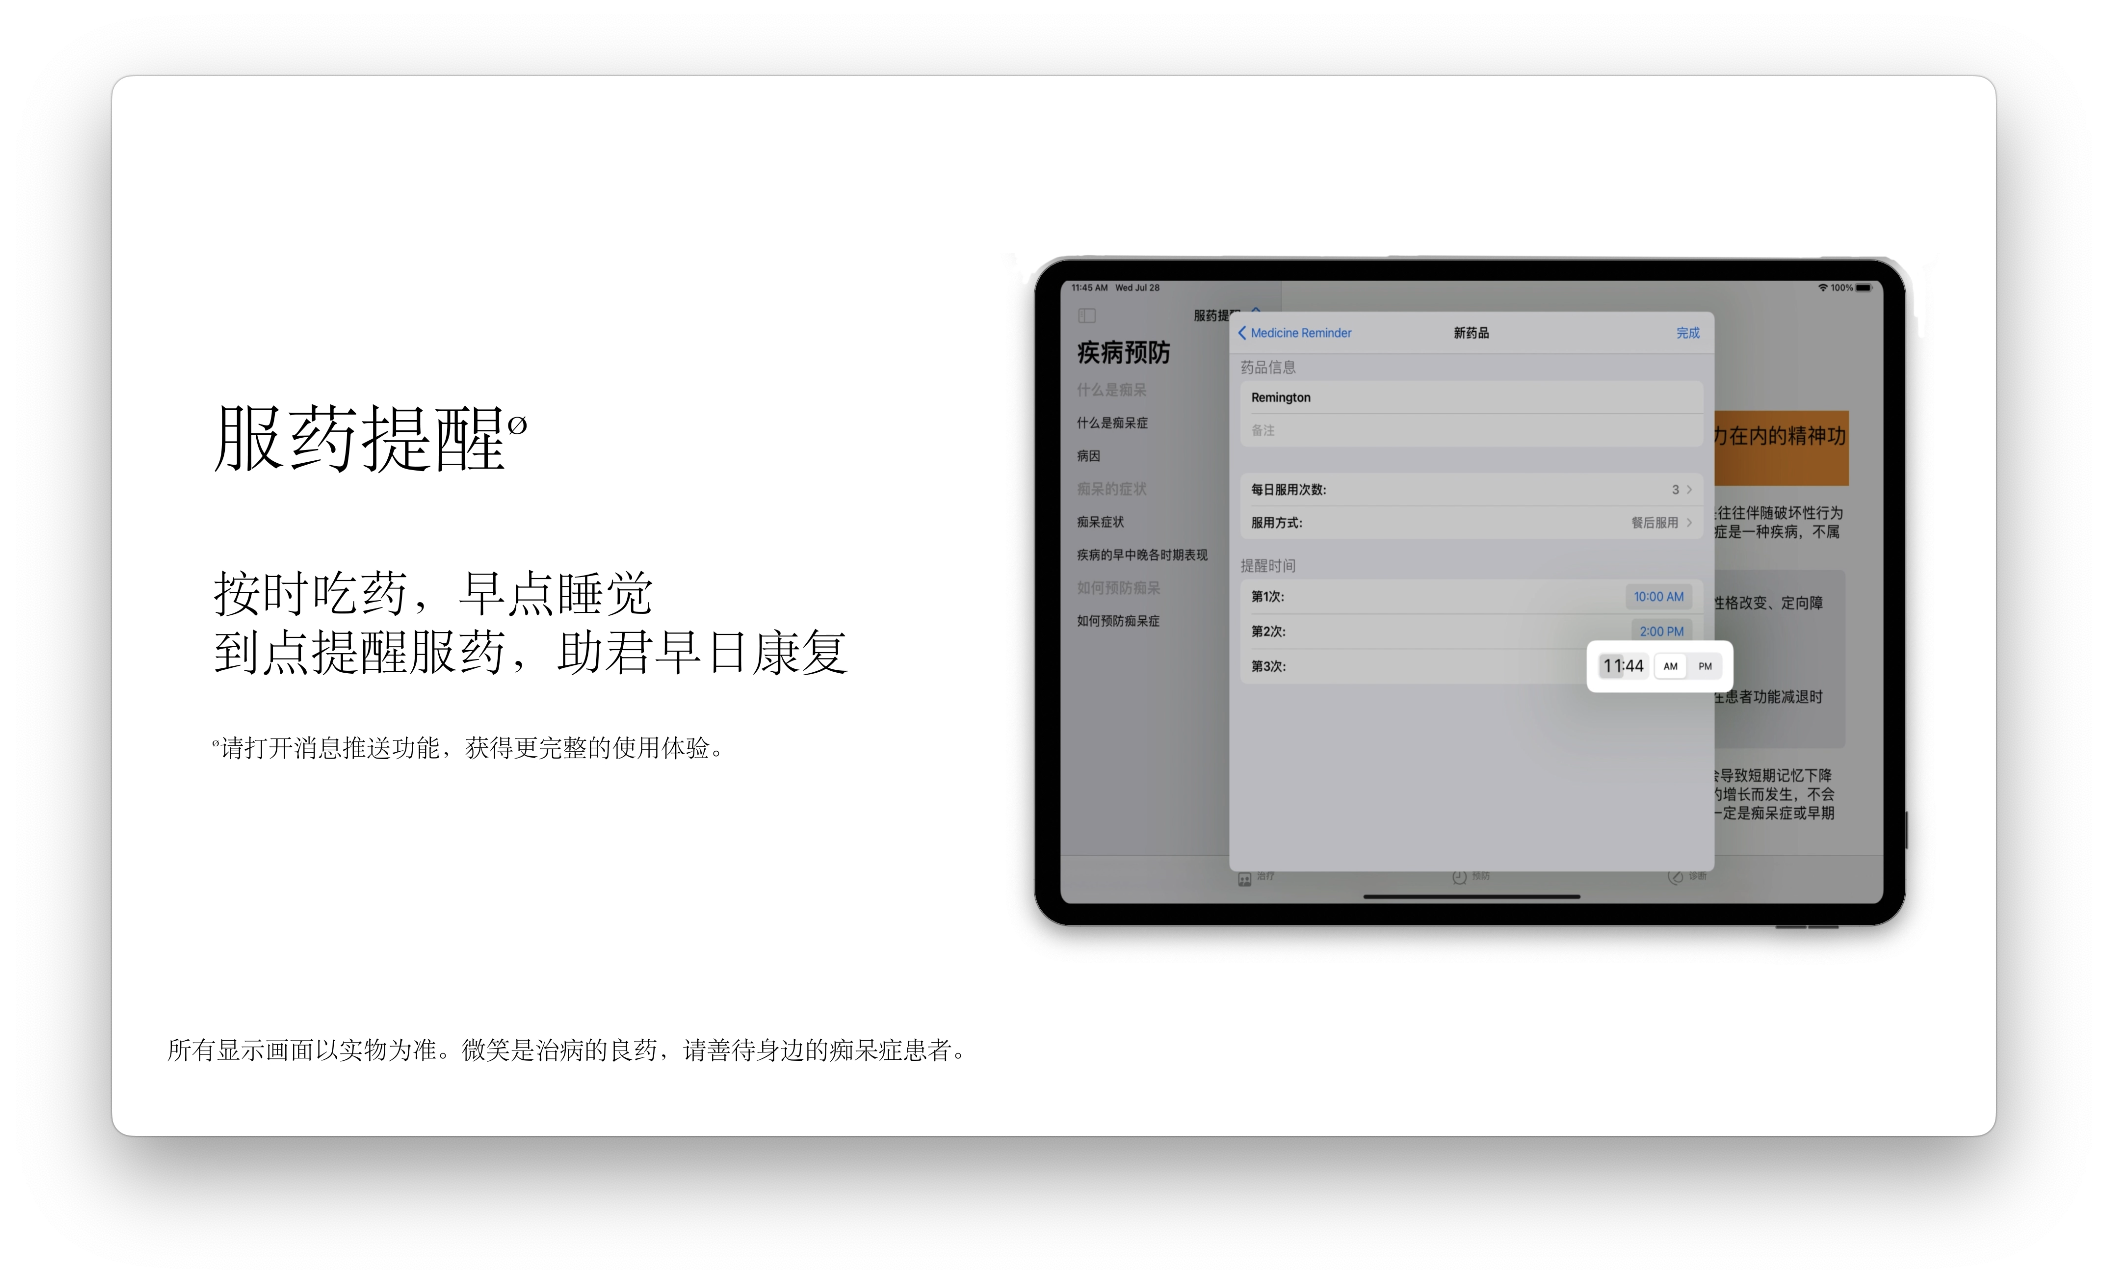 服药提醒ø
按时吃药，早点睡觉
到点提醒服药，助君早日康复
ø请打开消息推送功能，获得更完整的使用体验。
所有显示画面以实物为准。微笑是治病的良药，请善待身边的痴呆症患者。
11:45 AM Wed Jul 28
100%
服药提
疾病预防
什么是痴呆
什么是痴呆症
病因
痴呆的症状
痴呆症状
疾病的早中晚各时期表现
如何预防痴呆
如何预防痴呆症
Medicine Reminder
新药品
完成
药品信息
Remington
备注
每日服用次数: 3
服用方式: 餐后服用
提醒时间
第1次: 10:00 AM
第2次: 2:00 PM
第3次:
11:44 AM PM
力在内的精神功
往往伴随破坏性行为
症是一种疾病，不属
性格改变、定向障
患者功能减退时
导致短期记忆下降
的增长而发生，不会
一定是痴呆症或早期
治疗
预防
诊断